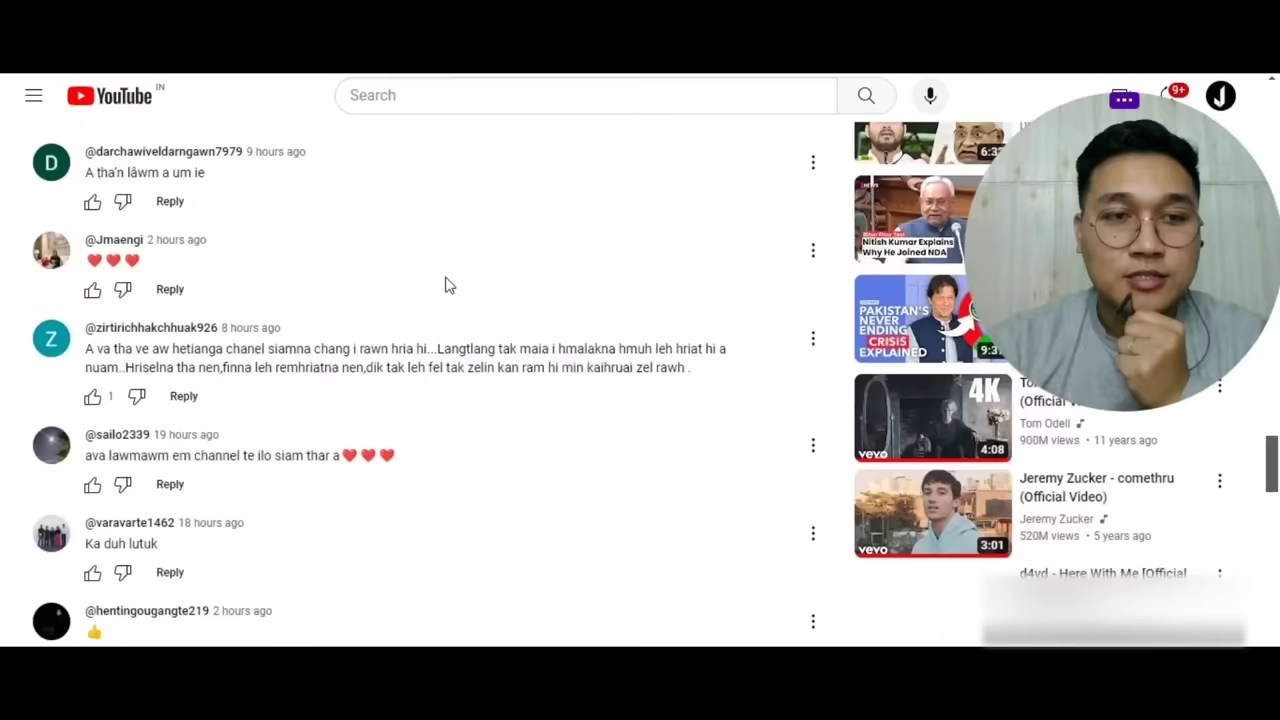 YouTube IN
Search
9+
@darchawiveldarngawn7979 9 hours ago
A tha'n lâwm a um ie
Reply
@Jmaengi 2 hours ago
❤️❤️❤️
Reply
@zirtirichhakchhuak926 8 hours ago
A va tha ve aw hetianga chanel siamna chang i rawn hria hi...Langtlang tak maia i hmalakna hmuh leh hriat hi a
nuam..Hriselna tha nen,finna leh remhriatna nen,dik tak leh fel tak zelin kan ram hi min kaihruai zel rawh .
1
Reply
@sailo2339 19 hours ago
ava lawmawm em channel te ilo siam thar a❤️❤️❤️
Reply
@varavarte1462 18 hours ago
Ka duh lutuk
Reply
@hentingougangte219 2 hours ago
👍
6:3
Bihar Floor Test
Nitish Kumar Explains
Why He Joined NDA
PAKISTAN'S
NEVER
ENDING
CRISIS
EXPLAINED
9:3
4K
vevo
4:08
(Official
Tom Odell
900M views • 11 years ago
vevo
3:01
Jeremy Zucker - comethru
(Official Video)
Jeremy Zucker
520M views • 5 years ago
d4vd - Here With Me [Official